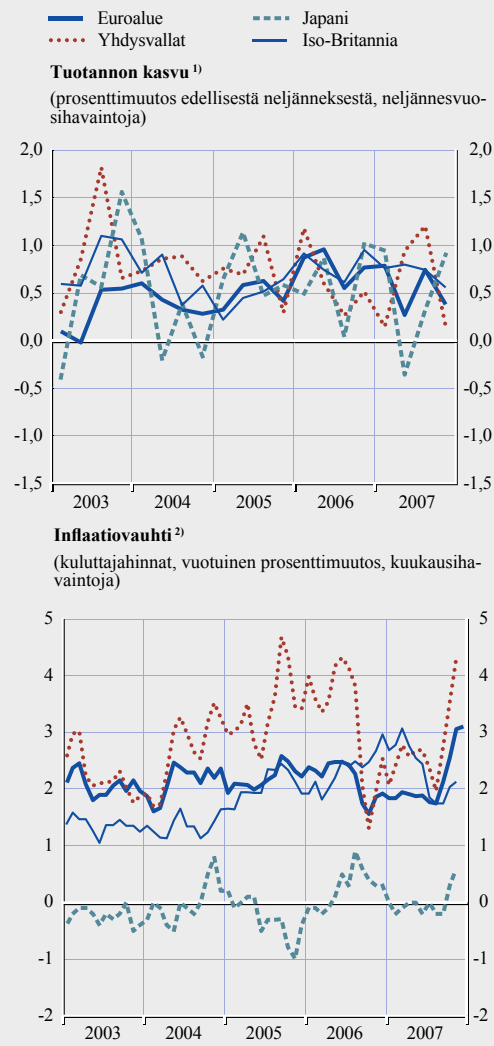 Euroalue Japani
Yhdysvallat Iso-Britannia
Tuotannon kasvu 1)
(prosenttimuutos edellisestä neljänneksestä, neljännesvuo-
sihavaintoja)
2,0 2,0
1,5 1,5
1,0 1,0
0,5 0,5
0,0 0,0
-0,5 -0,5
-1,0 -1,0
-1,5 -1,5
2003 2004 2005 2006 2007
Inflaatiovauhti 2)
(kuluttajahinnat, vuotuinen prosenttimuutos, kuukausiha-
vaintoja)
5 5
4 4
3 3
2 2
1 1
0 0
-1 -1
-2 -2
2003 2004 2005 2006 2007